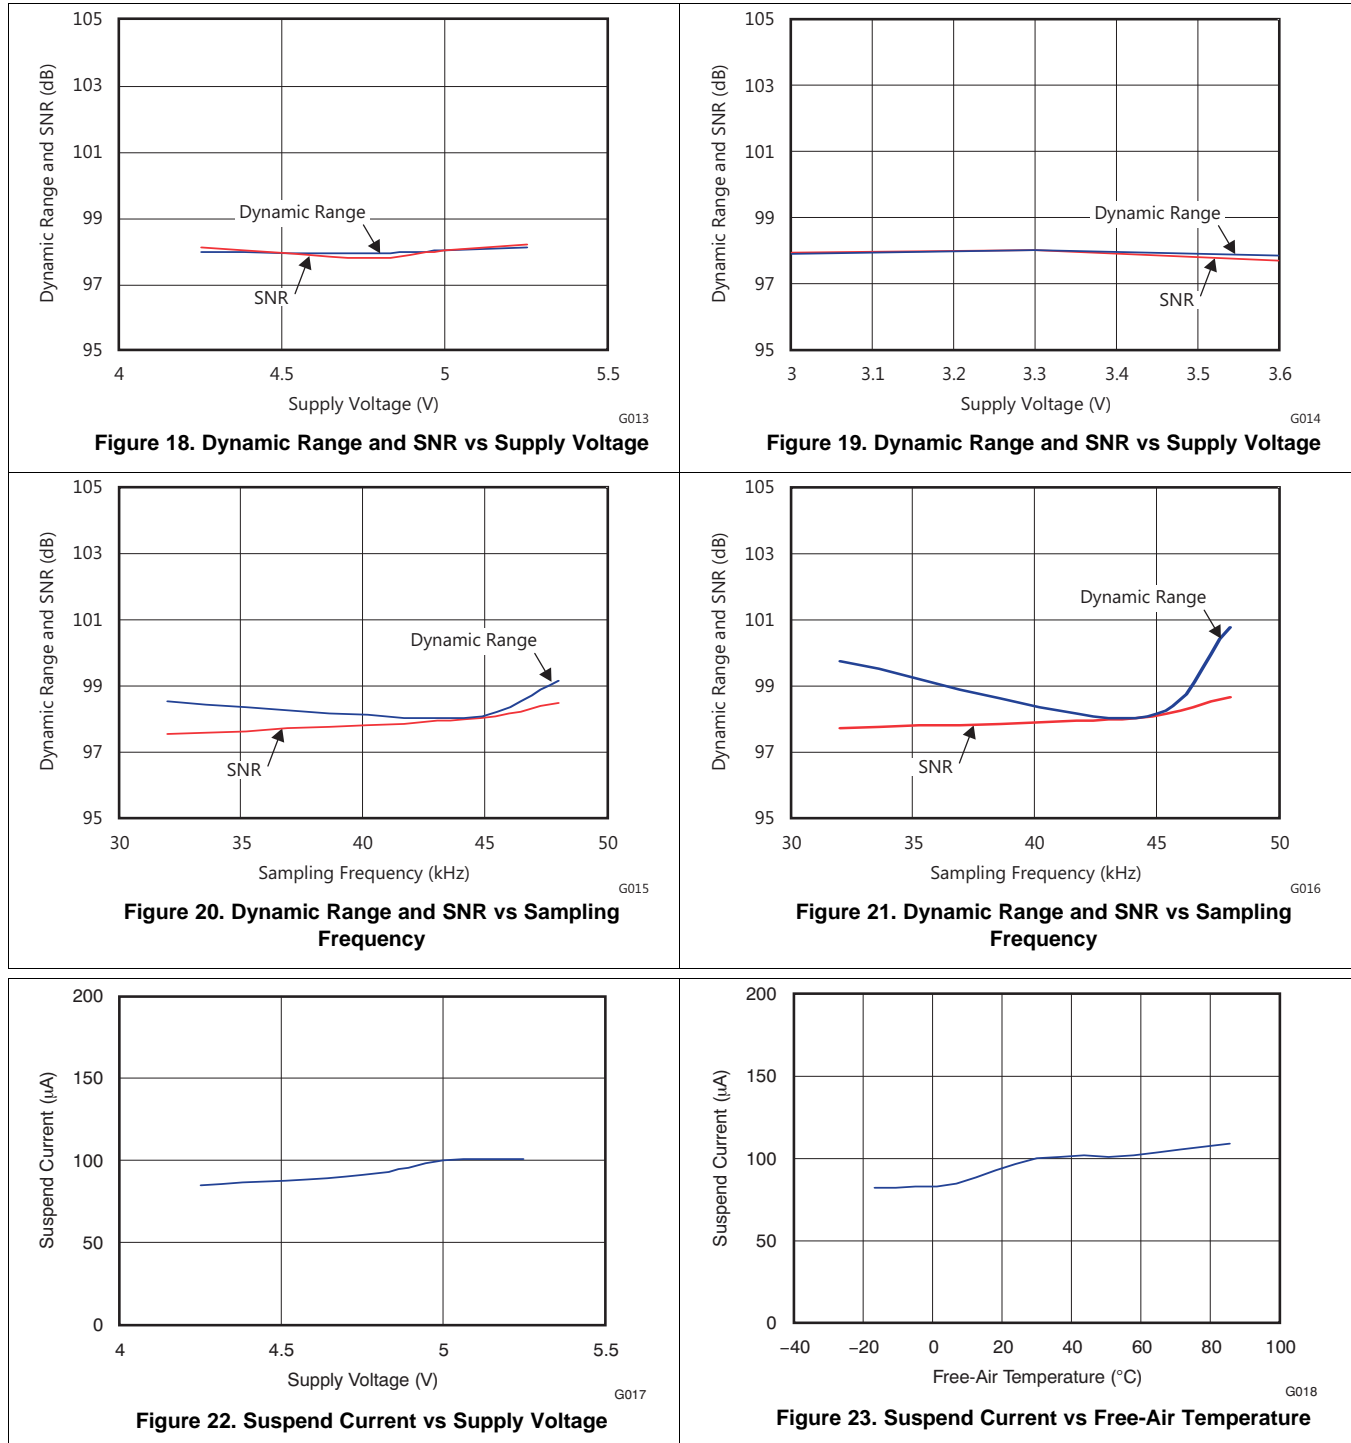 105
103
101
99
97
95
Dynamic Range and SNR (dB)
Dynamic Range
SNR
4
4.5
5
5.5
Supply Voltage (V)
G013
Figure 18. Dynamic Range and SNR vs Supply Voltage
105
103
101
99
97
95
Dynamic Range and SNR (dB)
Dynamic Range
SNR
3
3.1
3.2
3.3
3.4
3.5
3.6
Supply Voltage (V)
G014
Figure 19. Dynamic Range and SNR vs Supply Voltage
105
103
101
99
97
95
Dynamic Range and SNR (dB)
Dynamic Range
SNR
30
35
40
45
50
Sampling Frequency (kHz)
G015
Figure 20. Dynamic Range and SNR vs Sampling
Frequency
105
103
101
99
97
95
Dynamic Range and SNR (dB)
Dynamic Range
SNR
30
35
40
45
50
Sampling Frequency (kHz)
G016
Figure 21. Dynamic Range and SNR vs Sampling
Frequency
200
150
100
50
0
Suspend Current (μA)
4
4.5
5
5.5
Supply Voltage (V)
G017
Figure 22. Suspend Current vs Supply Voltage
200
150
100
50
0
Suspend Current (μA)
−40
−20
0
20
40
60
80
100
Free-Air Temperature (°C)
G018
Figure 23. Suspend Current vs Free-Air Temperature